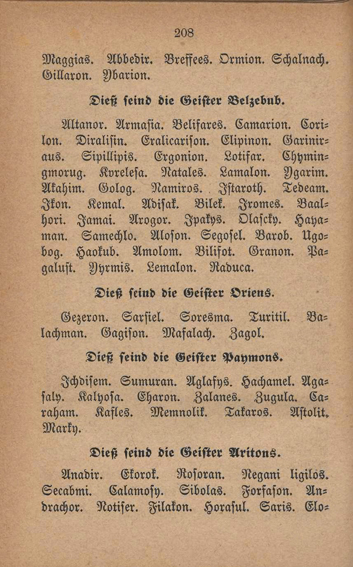 208
Maggias. Abbedir. Breffees. Ormion. Schalnach.
Gillaron. Ybarion.
Dieß seind die Geister Belzebub.
Altanor. Armasia. Belifares. Camarion. Cori-
lon. Diralisin. Eralicarison. Elipinon. Garinir-
aus. Sipillipis. Ergonion. Lotifar. Chymin-
gmorug. Kyrelesa. Natales. Lamalon. Ygarim.
Akahim. Golog. Namiros. Istaroth. Tedeam.
Ikon. Kemal. Adisak. Bilek. Iromes. Baal-
hori. Jamai. Arogor. Ipakys. Olascky. Haya-
man. Samechlo. Aloson. Segosel. Barob. Ugo-
bog. Haokub. Amolom. Bilifot. Granon. Pa-
galust. Yyrmis. Lemalon. Raduca.
Dieß seind die Geister Oriens.
Gezeron. Sarsiel. Soresma. Turitil. Ba-
lachman. Gagison. Mafalach. Zagol.
Dieß seind die Geister Paymons.
Ichdisem. Sumuran. Aglafys. Hachamel. Aga-
saly. Kalyosa. Eharon. Zalanes. Zugula. Ca-
raham. Kafles. Memnolik. Takaros. Astolit.
Marky.
Dieß seind die Geister Aritons.
Anadir. Ekorok. Rosoran. Negani ligilos.
Secabmi. Calamosy. Sibolas. Forfason. An-
drachor. Notiser. Filakon. Horasul. Saris. Elo-